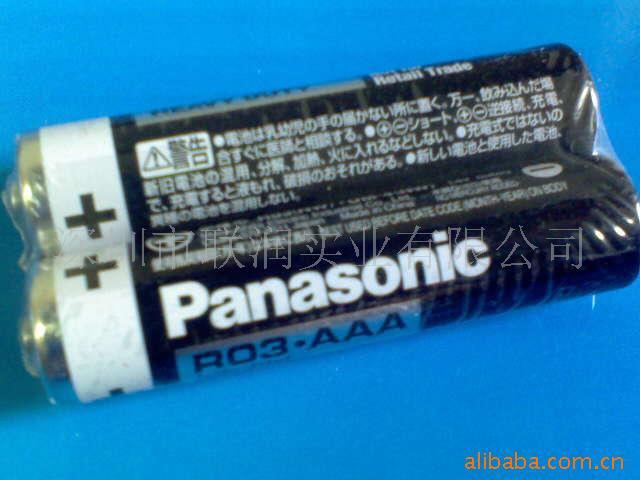 Retail Trade
警告
●電池は乳幼児の手の届かない所に置く。万一、飲み込んだ場
合すぐに医師と相談する。●⊕⊖ショート、⊕⊖逆接続、充電、
新旧電池の混用、分解、加熱、火に入れるなどしない。●充電式ではないの
で、充電すると液もれ、破損のおそれがある。●新しい電池と使用した電池、
異種の電池を混用しない。
BEFORE DATE CODE (MONTH-YEAR) ON BODY
+
+
深圳市联润实业有限公司
Panasonic
R03·AAA
alibaba.com.cn